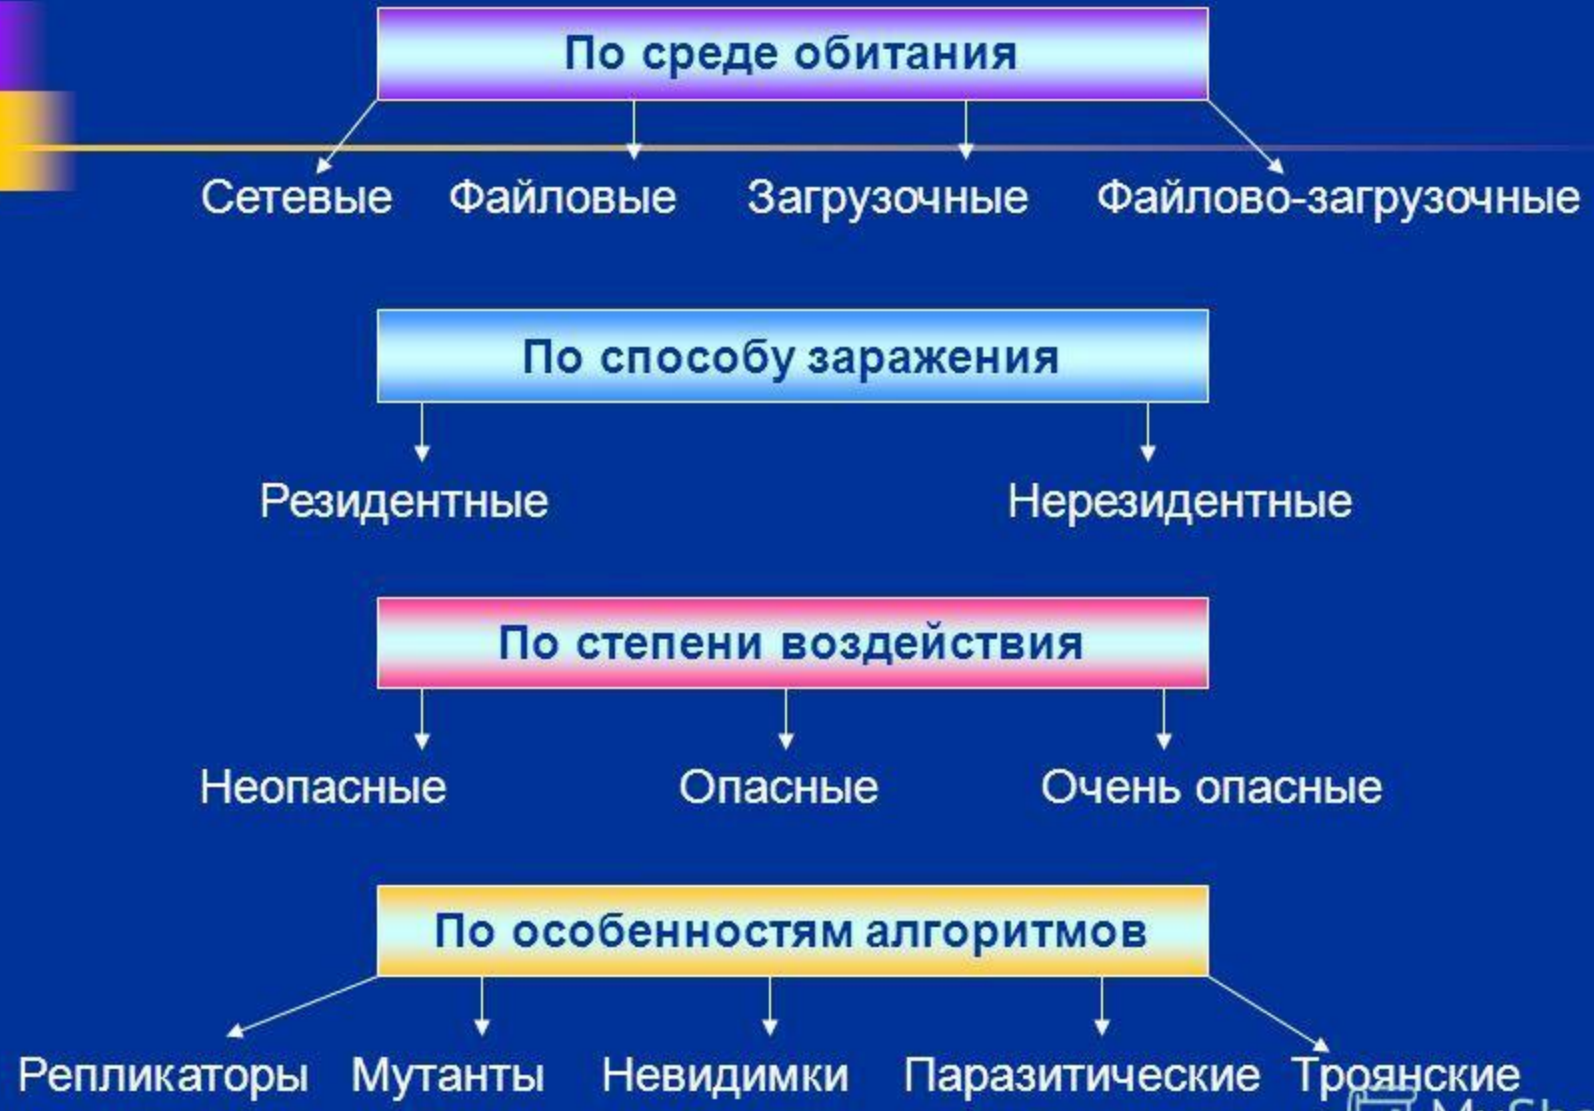 По среде обитания
Сетевые Файловые Загрузочные Файлово-загрузочные
По способу заражения
Резидентные Нерезидентные
По степени воздействия
Неопасные Опасные Очень опасные
По особенностям алгоритмов
Репликаторы Мутанты Невидимки Паразитические Троянские